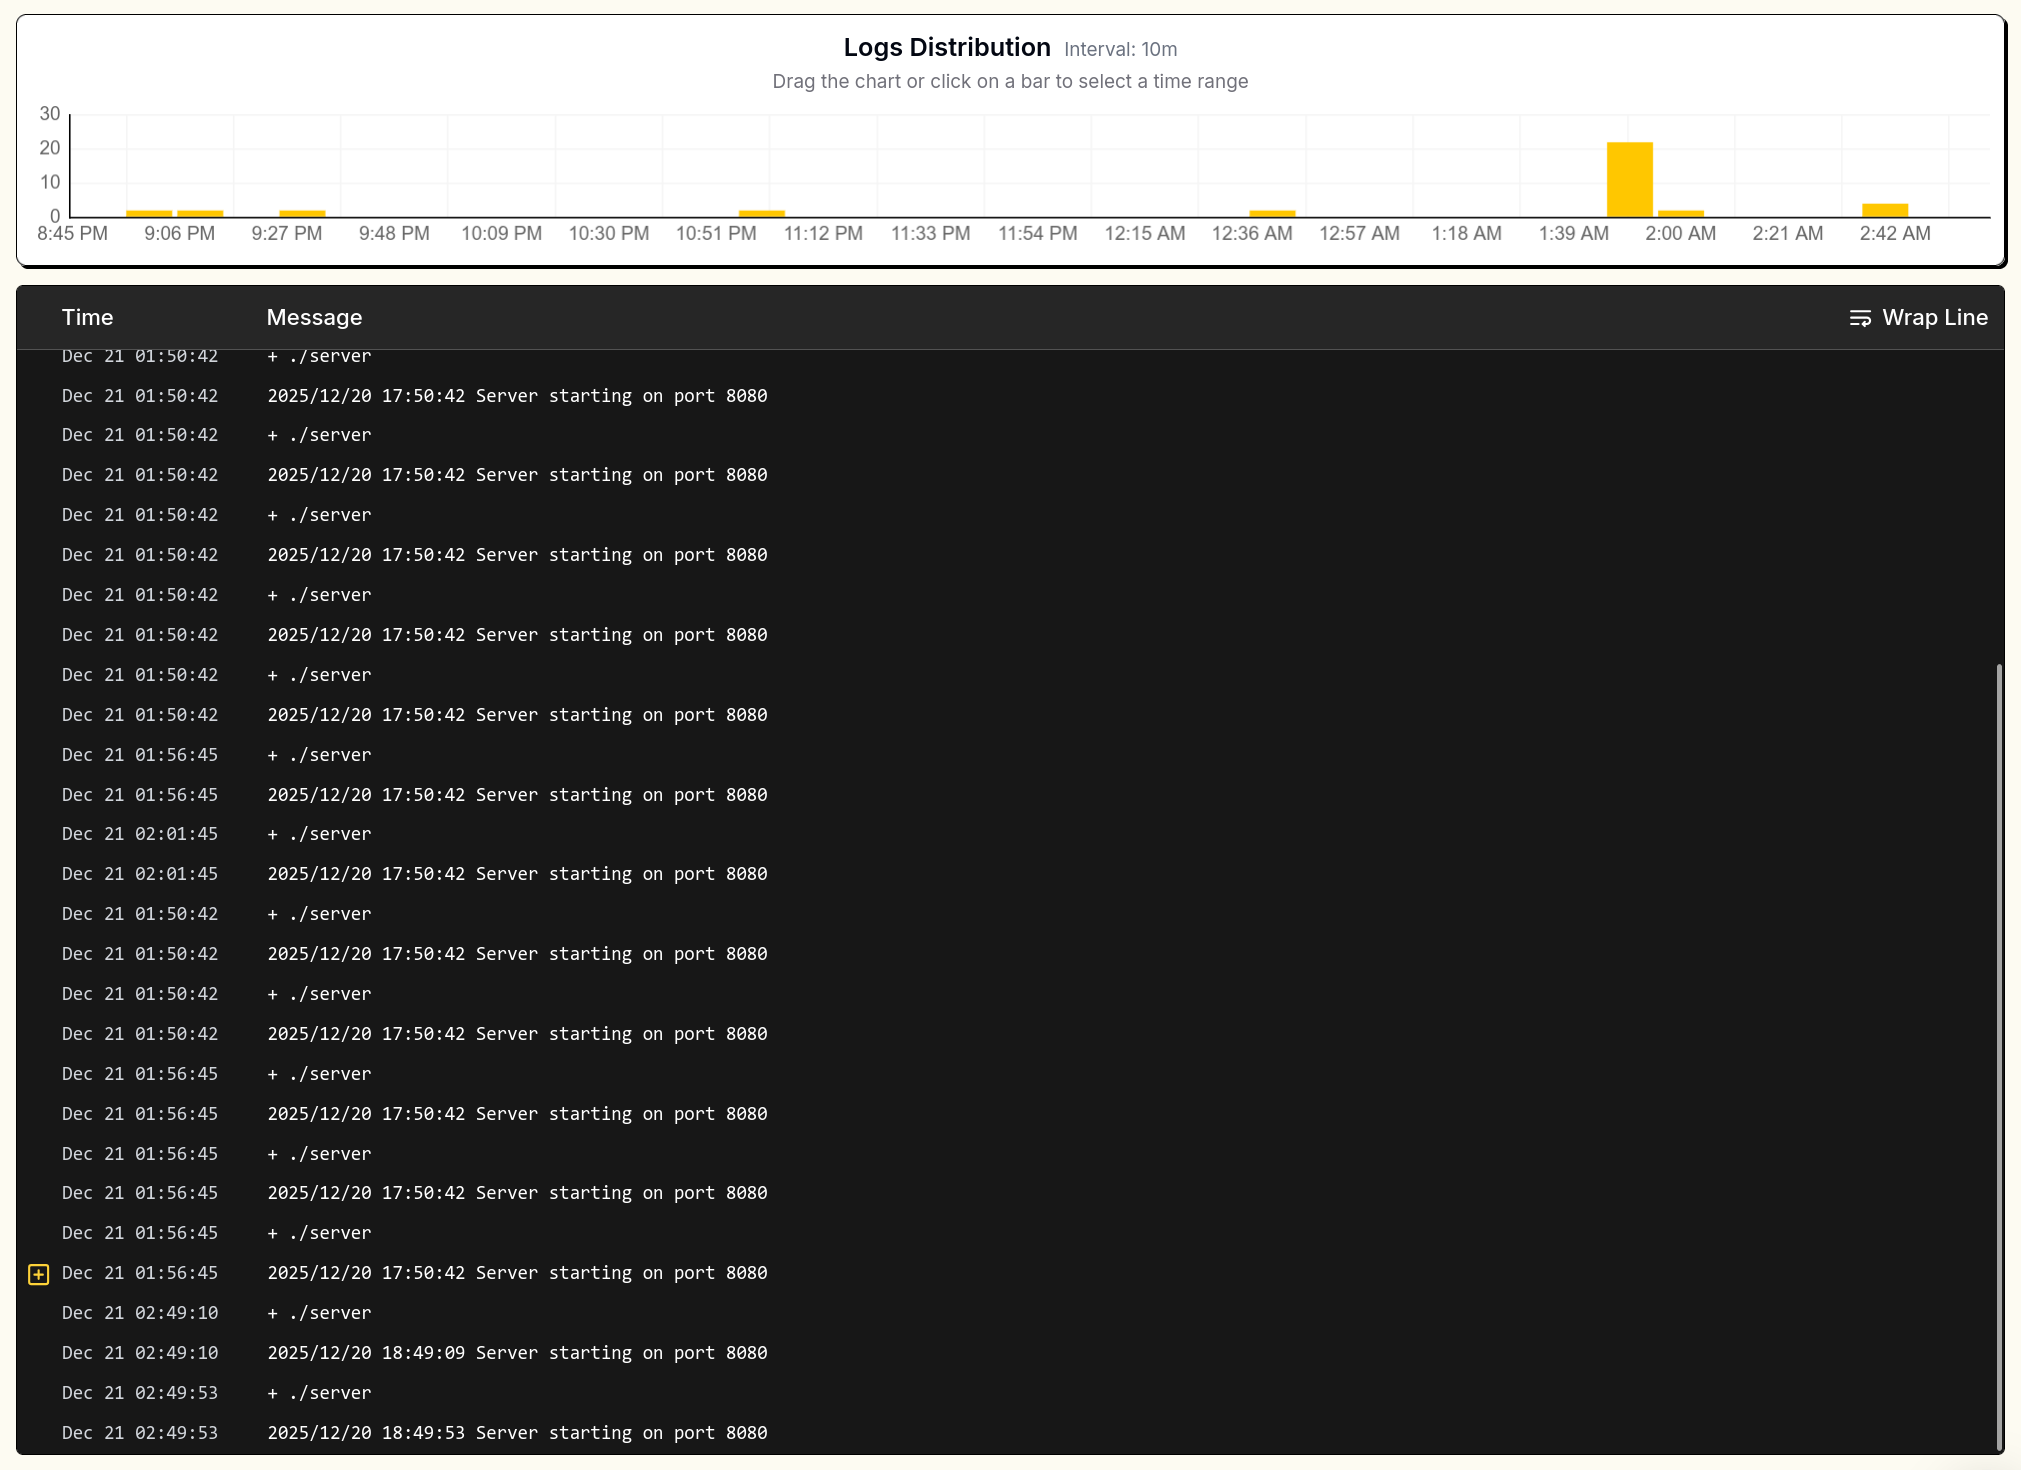 Logs Distribution Interval: 10m
Drag the chart or click on a bar to select a time range
30
20
10
0
8:45 PM 9:06 PM 9:27 PM 9:48 PM 10:09 PM 10:30 PM 10:51 PM 11:12 PM 11:33 PM 11:54 PM 12:15 AM 12:36 AM 12:57 AM 1:18 AM 1:39 AM 2:00 AM 2:21 AM 2:42 AM
Time Message Wrap Line
Dec 21 01:50:42 + ./server
Dec 21 01:50:42 2025/12/20 17:50:42 Server starting on port 8080
Dec 21 01:50:42 + ./server
Dec 21 01:50:42 2025/12/20 17:50:42 Server starting on port 8080
Dec 21 01:50:42 + ./server
Dec 21 01:50:42 2025/12/20 17:50:42 Server starting on port 8080
Dec 21 01:50:42 + ./server
Dec 21 01:50:42 2025/12/20 17:50:42 Server starting on port 8080
Dec 21 01:50:42 + ./server
Dec 21 01:50:42 2025/12/20 17:50:42 Server starting on port 8080
Dec 21 01:56:45 + ./server
Dec 21 01:56:45 2025/12/20 17:50:42 Server starting on port 8080
Dec 21 02:01:45 + ./server
Dec 21 02:01:45 2025/12/20 17:50:42 Server starting on port 8080
Dec 21 01:50:42 + ./server
Dec 21 01:50:42 2025/12/20 17:50:42 Server starting on port 8080
Dec 21 01:50:42 + ./server
Dec 21 01:50:42 2025/12/20 17:50:42 Server starting on port 8080
Dec 21 01:56:45 + ./server
Dec 21 01:56:45 2025/12/20 17:50:42 Server starting on port 8080
Dec 21 01:56:45 + ./server
Dec 21 01:56:45 2025/12/20 17:50:42 Server starting on port 8080
Dec 21 01:56:45 + ./server
Dec 21 01:56:45 2025/12/20 17:50:42 Server starting on port 8080
Dec 21 02:49:10 + ./server
Dec 21 02:49:10 2025/12/20 18:49:09 Server starting on port 8080
Dec 21 02:49:53 + ./server
Dec 21 02:49:53 2025/12/20 18:49:53 Server starting on port 8080